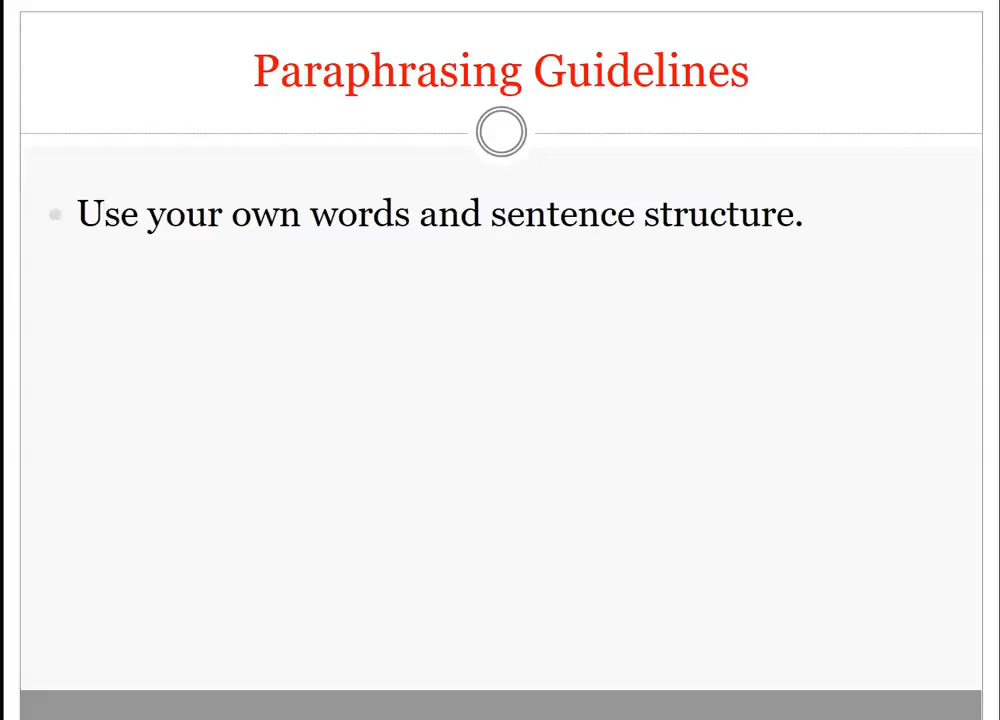 Paraphrasing Guidelines
Use your own words and sentence structure.